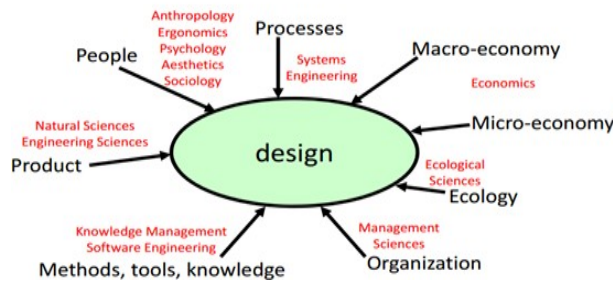 Anthropology
Ergonomics
Psychology
Aesthetics
Sociology
People
Processes
Systems
Engineering
Macro-economy
Economics
Micro-economy
Natural Sciences
Engineering Sciences
Product
design
Ecological
Sciences
Ecology
Knowledge Management
Software Engineering
Methods, tools, knowledge
Management
Sciences
Organization